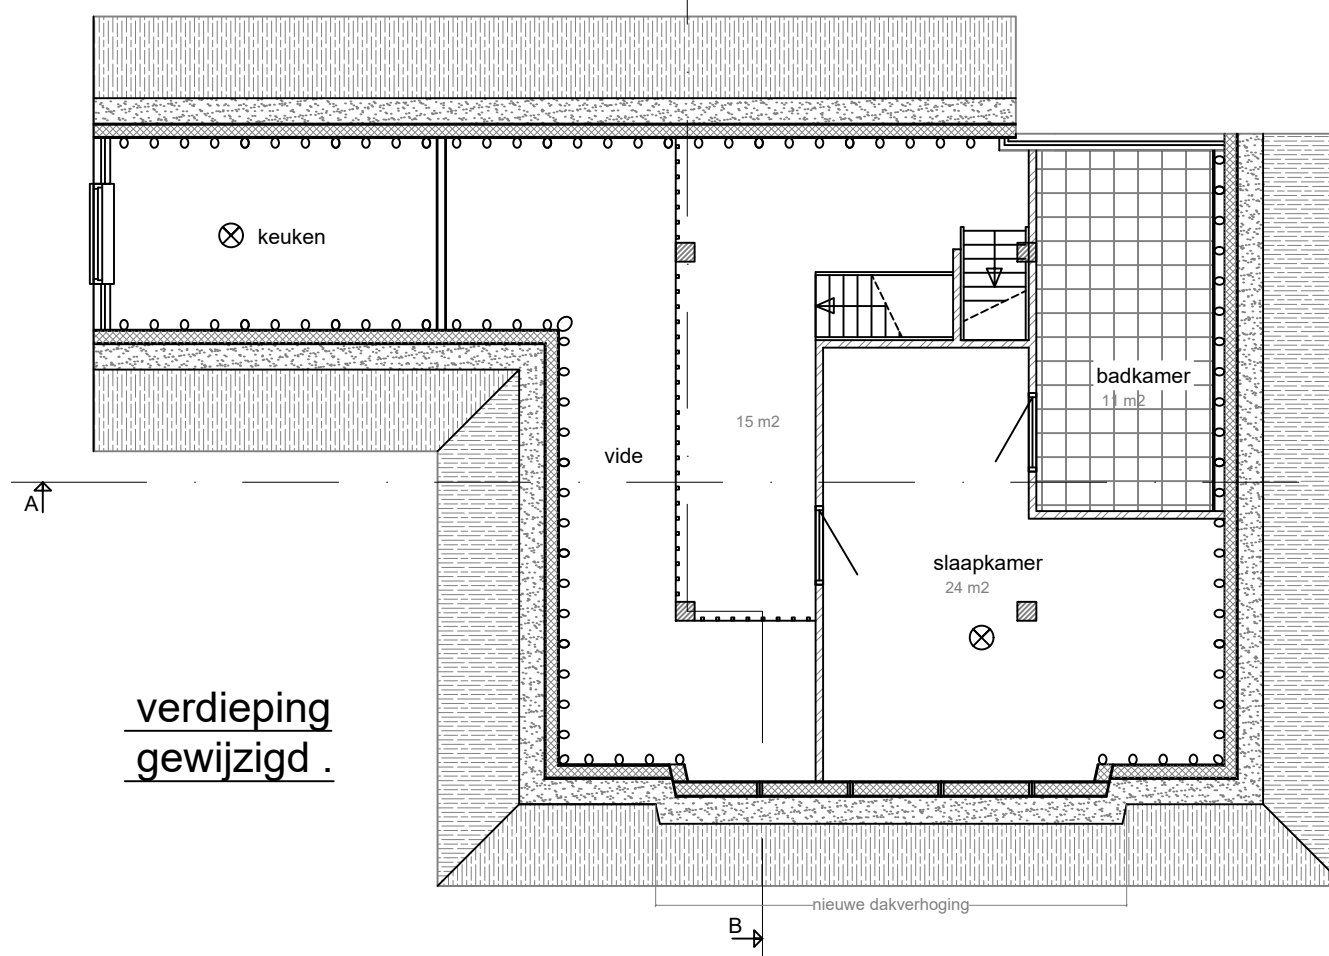 keuken
badkamer
11 m2
15 m2
vide
A
slaapkamer
24 m2
verdieping
gewijzigd .
nieuwe dakverhoging
B